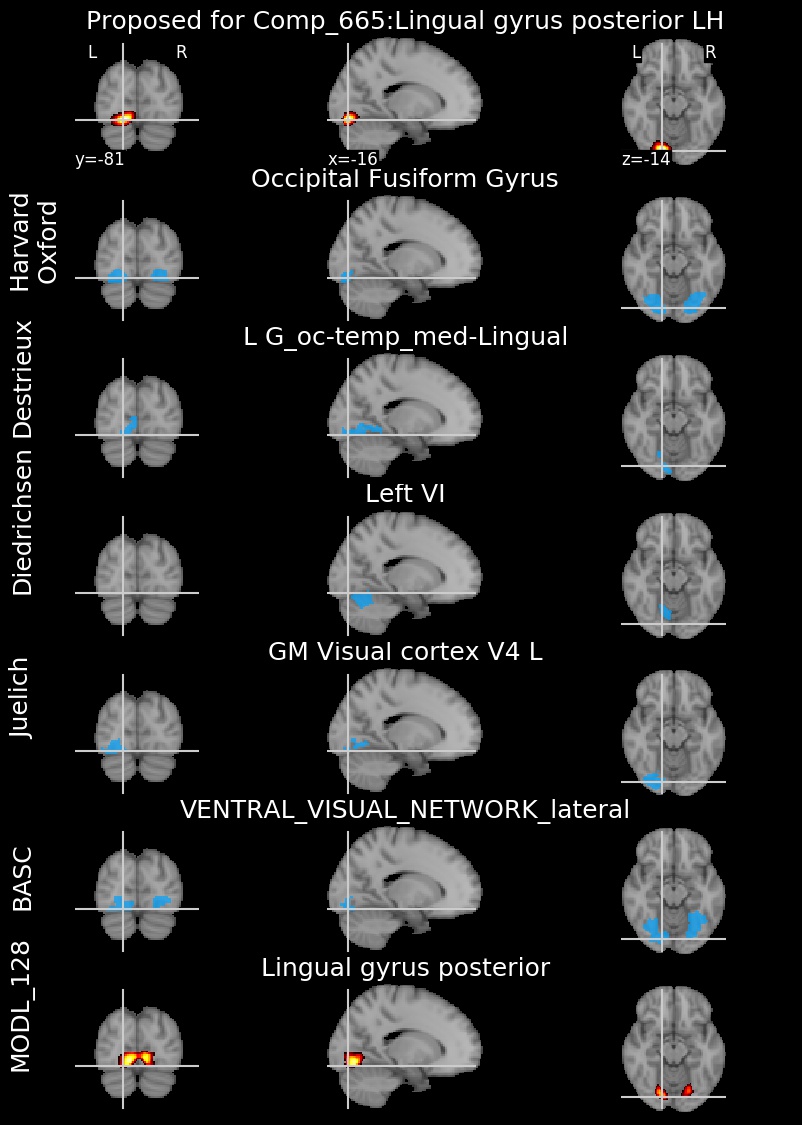 Proposed for Comp_665:Lingual gyrus posterior LH
L R L R
y=-81 x=-16 z=-14
Occipital Fusiform Gyrus
Harvard
Oxford
L G_oc-temp_med-Lingual
Destrieux
Left VI
Diedrichsen
GM Visual cortex V4 L
Juelich
VENTRAL_VISUAL_NETWORK_lateral
BASC
Lingual gyrus posterior
MODL_128